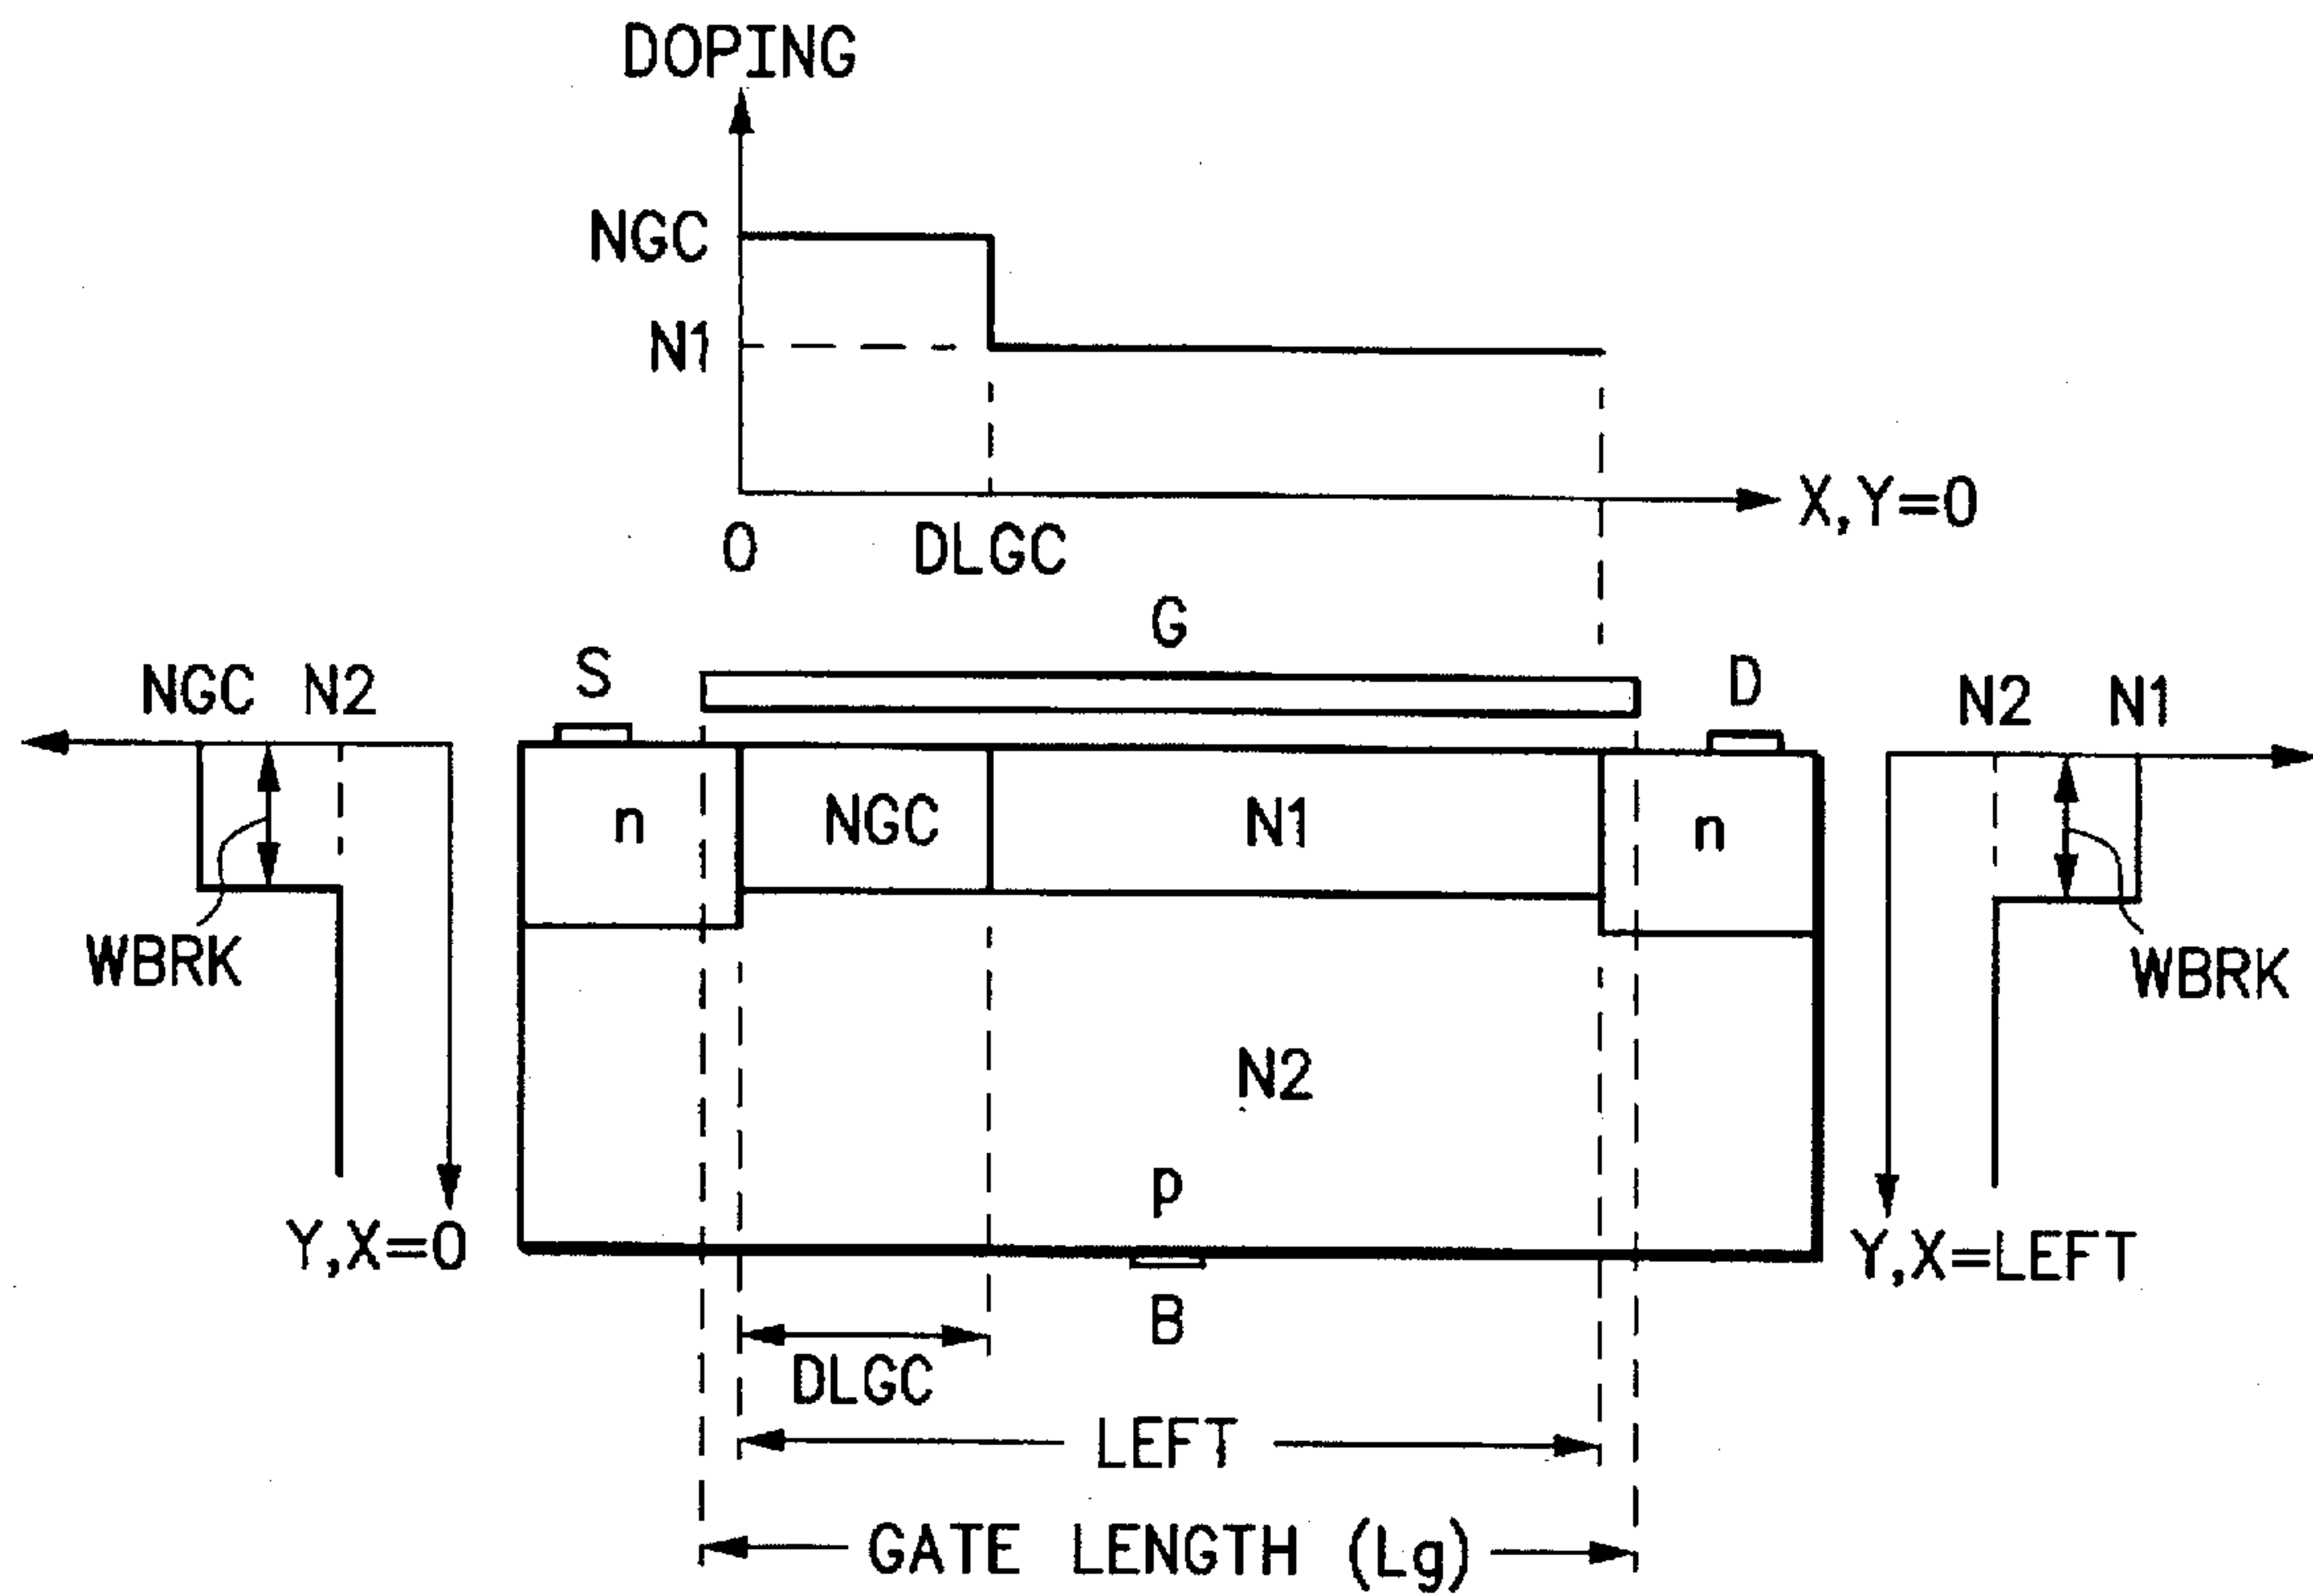 DOPING
NGC
N1
X,Y=0
0 DLGC
G
S
D
NGC N2
N2 N1
n NGC N1 n
WBRK
WBRK
N2
p
Y,X=0
Y,X=LEFT
B
DLGC
LEFT
GATE LENGTH (Lg)